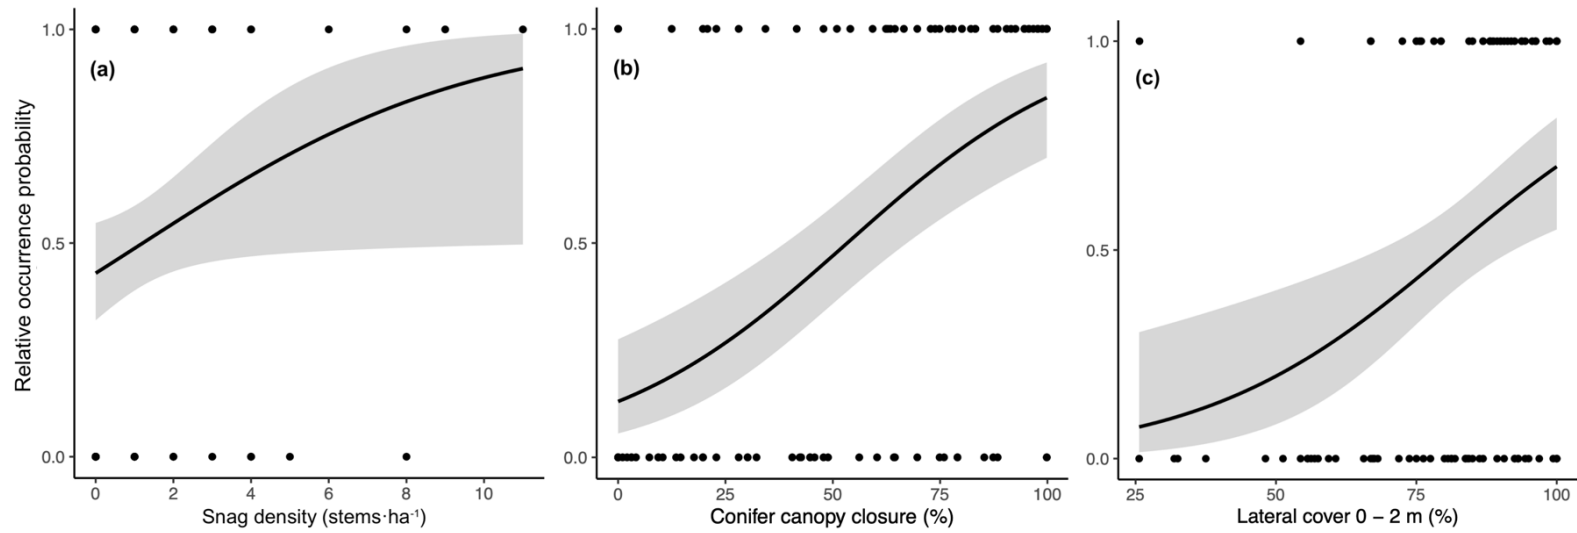 Relative occurrence probability
1.0
0.5
0.0
(a)
0 2 4 6 8 10
Snag density (stems·ha⁻¹)
1.0
0.5
0.0
(b)
0 25 50 75 100
Conifer canopy closure (%)
1.0
0.5
0.0
(c)
25 50 75 100
Lateral cover 0 – 2 m (%)